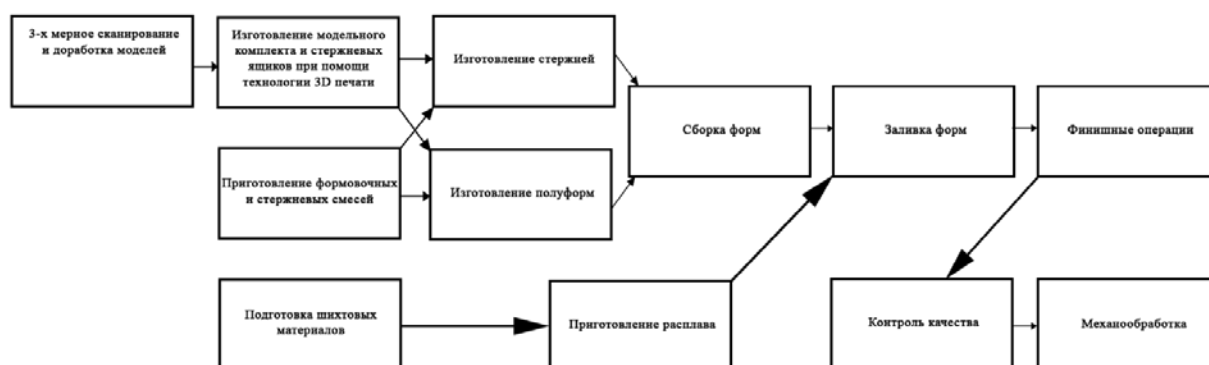 3-х мерное сканирование
и доработка моделей
Изготовление модельного
комплекта и стержневых
ящиков при помощи
технологии 3D печати
Изготовление стержней
Сборка форм
Заливка форм
Финишные операции
Приготовление формовочных
и стержневых смесей
Изготовление полуформ
Подготовка шихтовых
материалов
Приготовление расплава
Контроль качества
Механообработка